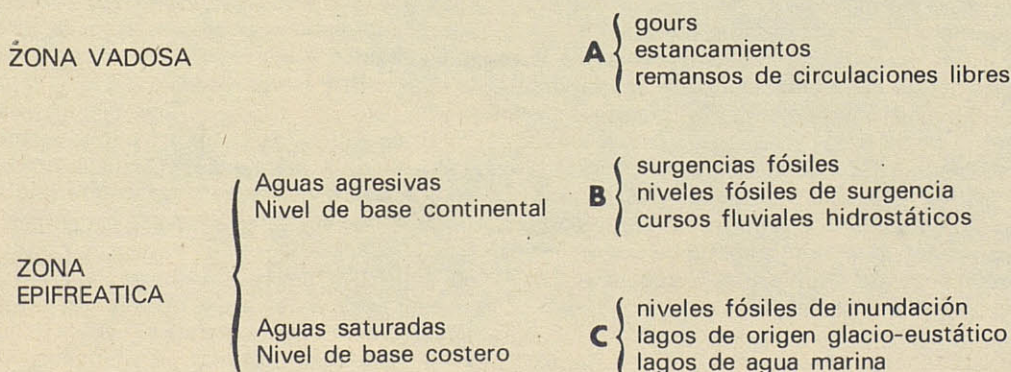 ZONA VADOSA
A
gours
estancamientos
remansos de circulaciones libres
ZONA
EPIFREATICA
Aguas agresivas
Nivel de base continental
B
surgencias fósiles
niveles fósiles de surgencia
cursos fluviales hidrostáticos
Aguas saturadas
Nivel de base costero
C
niveles fósiles de inundación
lagos de origen glacio-eustático
lagos de agua marina